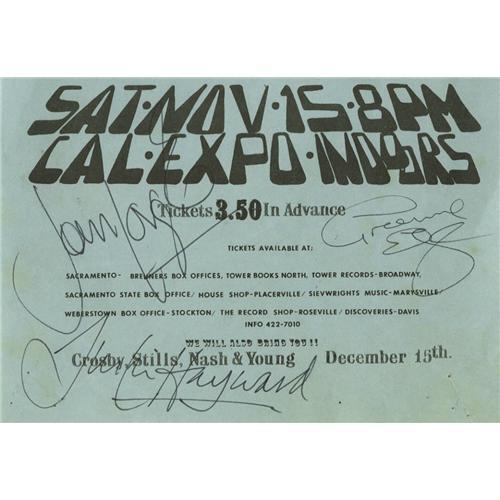 SAT·NOV·15·8PM
CAL·EXPO·INDOORS
Tickets 3.50 In Advance
TICKETS AVAILABLE AT;
SACRAMENTO- BREUNERS BOX OFFICES, TOWER BOOKS NORTH, TOWER RECORDS-BROADWAY,
SACRAMENTO STATE BOX OFFICE/ HOUSE SHOP-PLACERVILLE/ SIEVWRIGHTS MUSIC-MARYSVILLE/
WEBERSTOWN BOX OFFICE-STOCKTON/ THE RECORD SHOP-ROSEVILLE/ DISCOVERIES-DAVIS
INFO 422-7010
WE WILL ALSO BRING YOU !!
Crosby, Stills, Nash & Young December 15th.
Graeme Edge
Justin Hayward